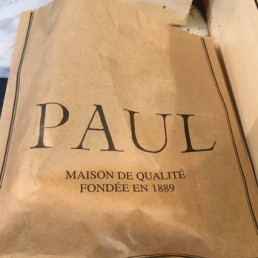 PAUL
MAISON DE QUALITÉ
FONDÉE EN 1889